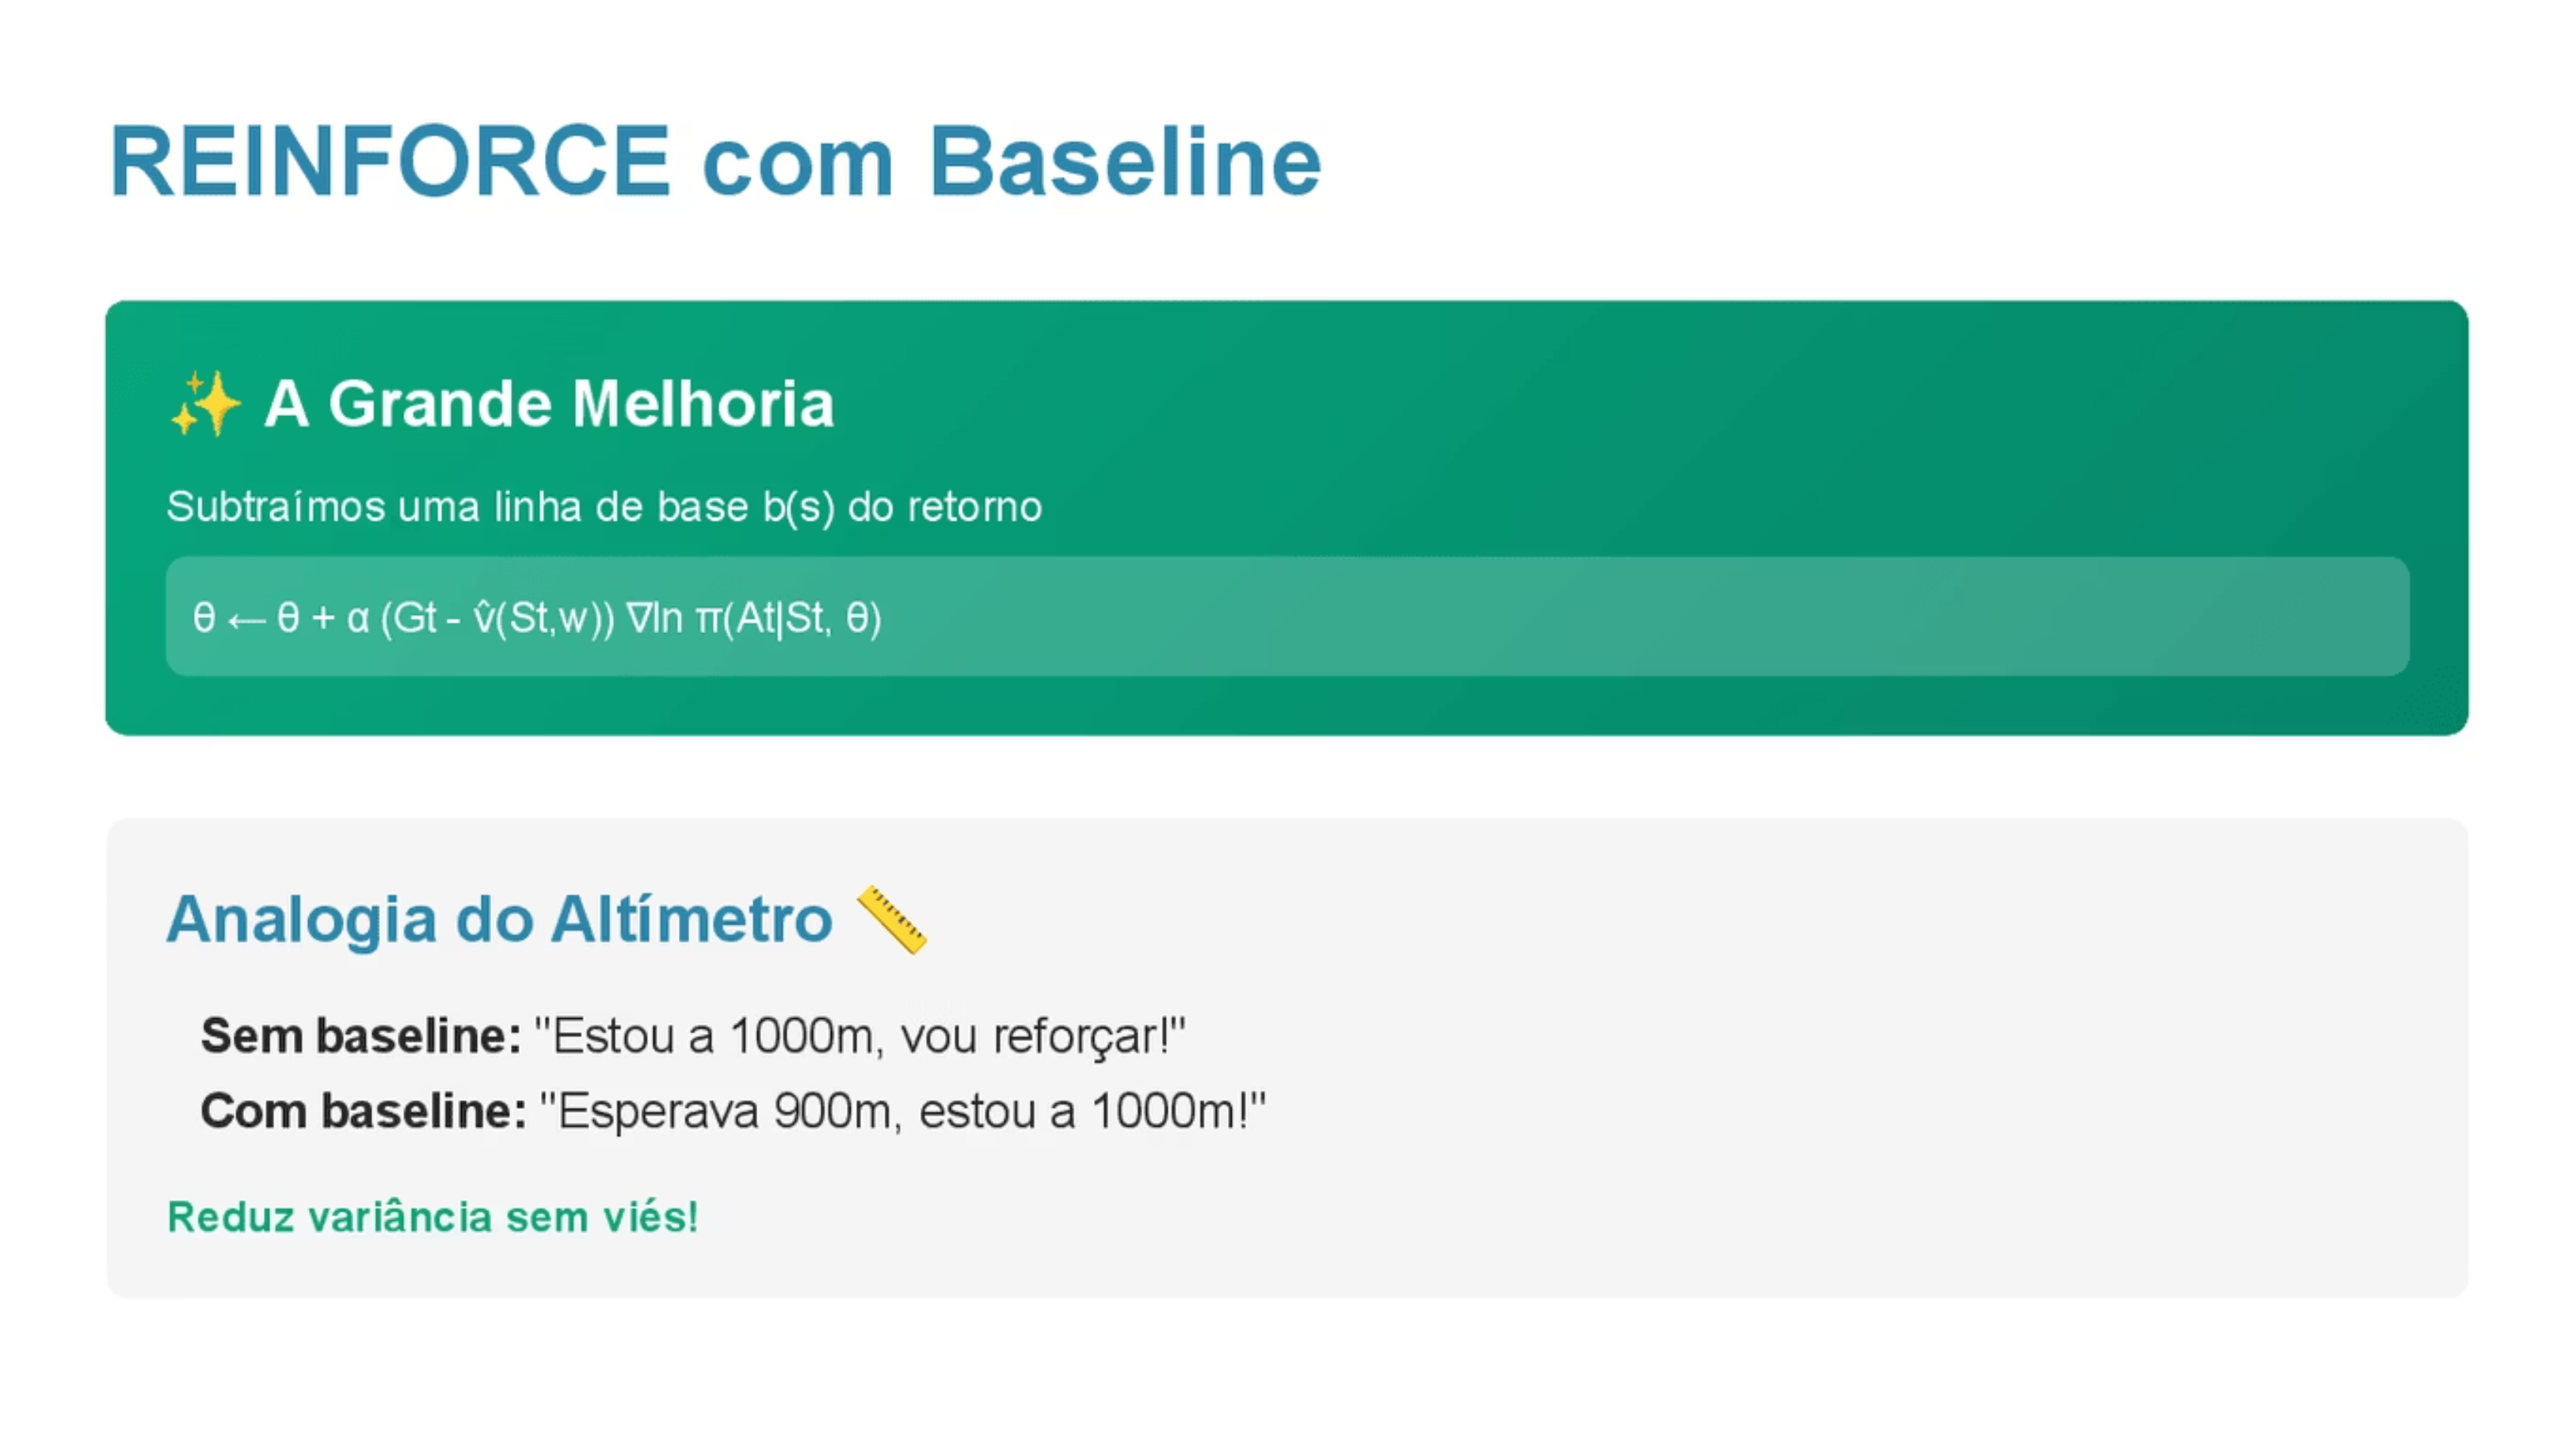 REINFORCE com Baseline
✨ A Grande Melhoria
Subtraímos uma linha de base b(s) do retorno
θ ← θ + α (Gt - v̂(St,w)) ∇ln π(At|St, θ)
Analogia do Altímetro 📏
Sem baseline: "Estou a 1000m, vou reforçar!"
Com baseline: "Esperava 900m, estou a 1000m!"
Reduz variância sem viés!